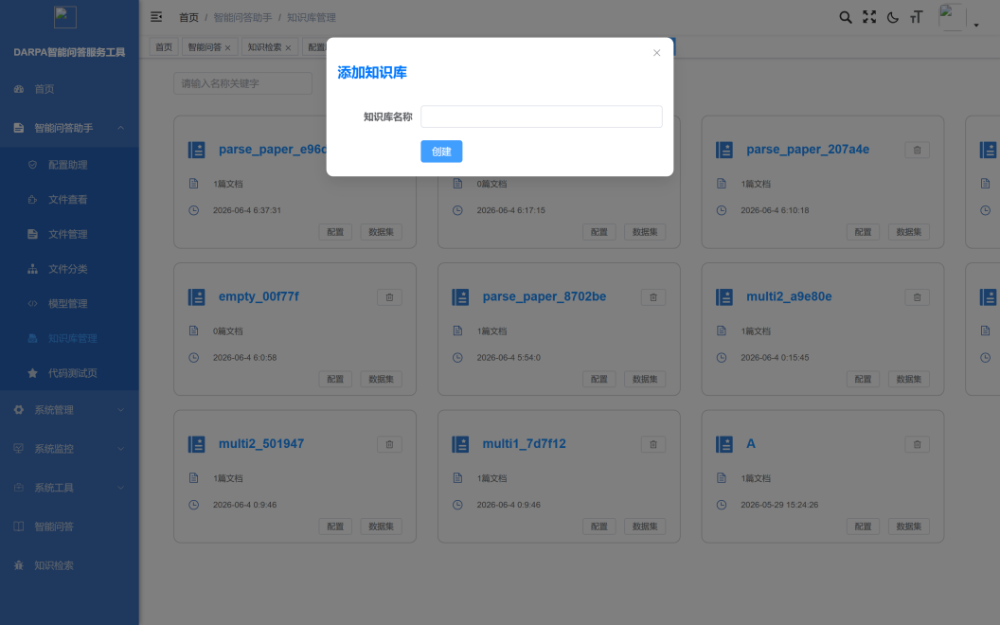 DARPA智能问答服务工具
首页
智能问答助手
配置助理
文件查看
文件管理
文件分类
模型管理
知识库管理
代码测试页
系统管理
系统监控
系统工具
智能问答
知识检索
首页 / 智能问答助手 / 知识库管理
首页 智能问答 知识检索
请输入名称关键字
添加知识库
知识库名称
创建
1篇文档
2026-06-4 6:37:31
配置 数据集
0篇文档
2026-06-4 6:17:15
配置 数据集
parse_paper_207a4e
1篇文档
2026-06-4 6:10:18
配置 数据集
empty_00f77f
0篇文档
2026-06-4 6:0:58
配置 数据集
parse_paper_8702be
1篇文档
2026-06-4 5:54:0
配置 数据集
multi2_a9e80e
1篇文档
2026-06-4 0:15:45
配置 数据集
multi2_501947
1篇文档
2026-06-4 0:9:46
配置 数据集
multi1_7d7f12
1篇文档
2026-06-4 0:9:46
配置 数据集
A
1篇文档
2026-05-29 15:24:26
配置 数据集